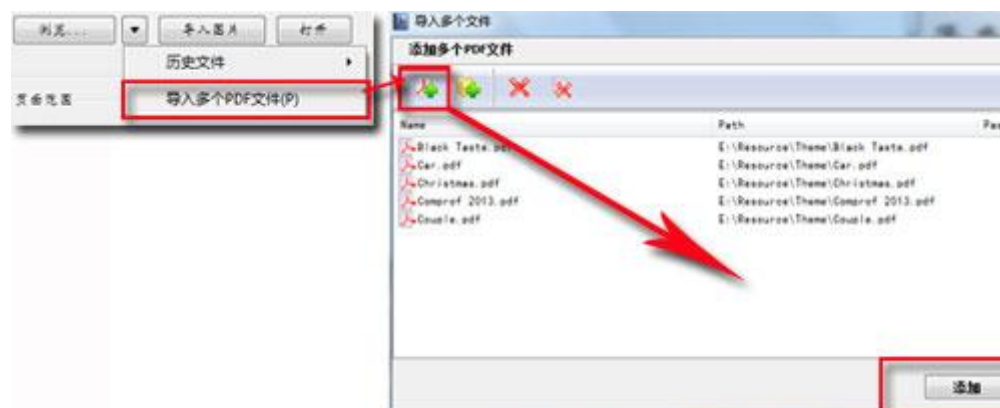 浏览...
导入图片
打开
历史文件
导入多个PDF文件(P)
页面范围
导入多个文件
添加多个PDF文件
Name
Path
Black Taste.pdf
E:\Resource\Theme\Black Taste.pdf
Car.pdf
E:\Resource\Theme\Car.pdf
Christmas.pdf
E:\Resource\Theme\Christmas.pdf
Comprof 2013.pdf
E:\Resource\Theme\Comprof 2013.pdf
Couple.pdf
E:\Resource\Theme\Couple.pdf
添加